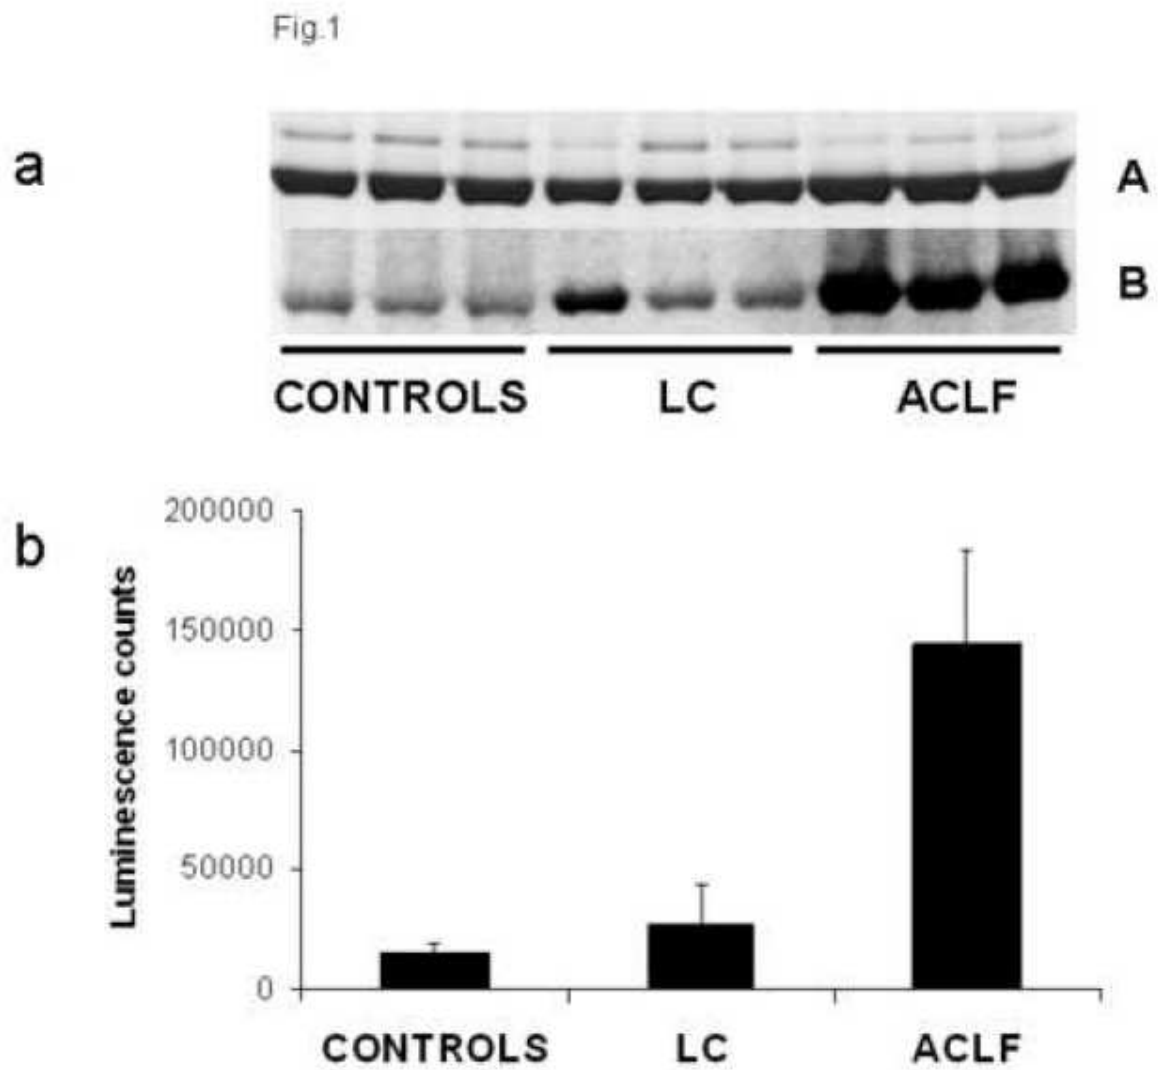 Fig.1
a
A
B
CONTROLS LC ACLF
b
Luminescence counts
200000
150000
100000
50000
0
CONTROLS LC ACLF